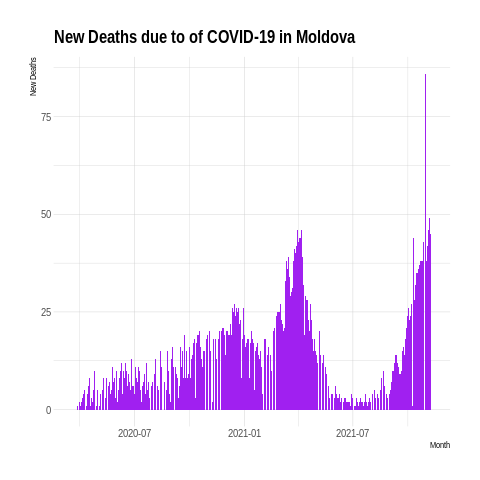 New Deaths due to of COVID-19 in Moldova
New Deaths
75
50
25
0
2020-07
2021-01
2021-07
Month